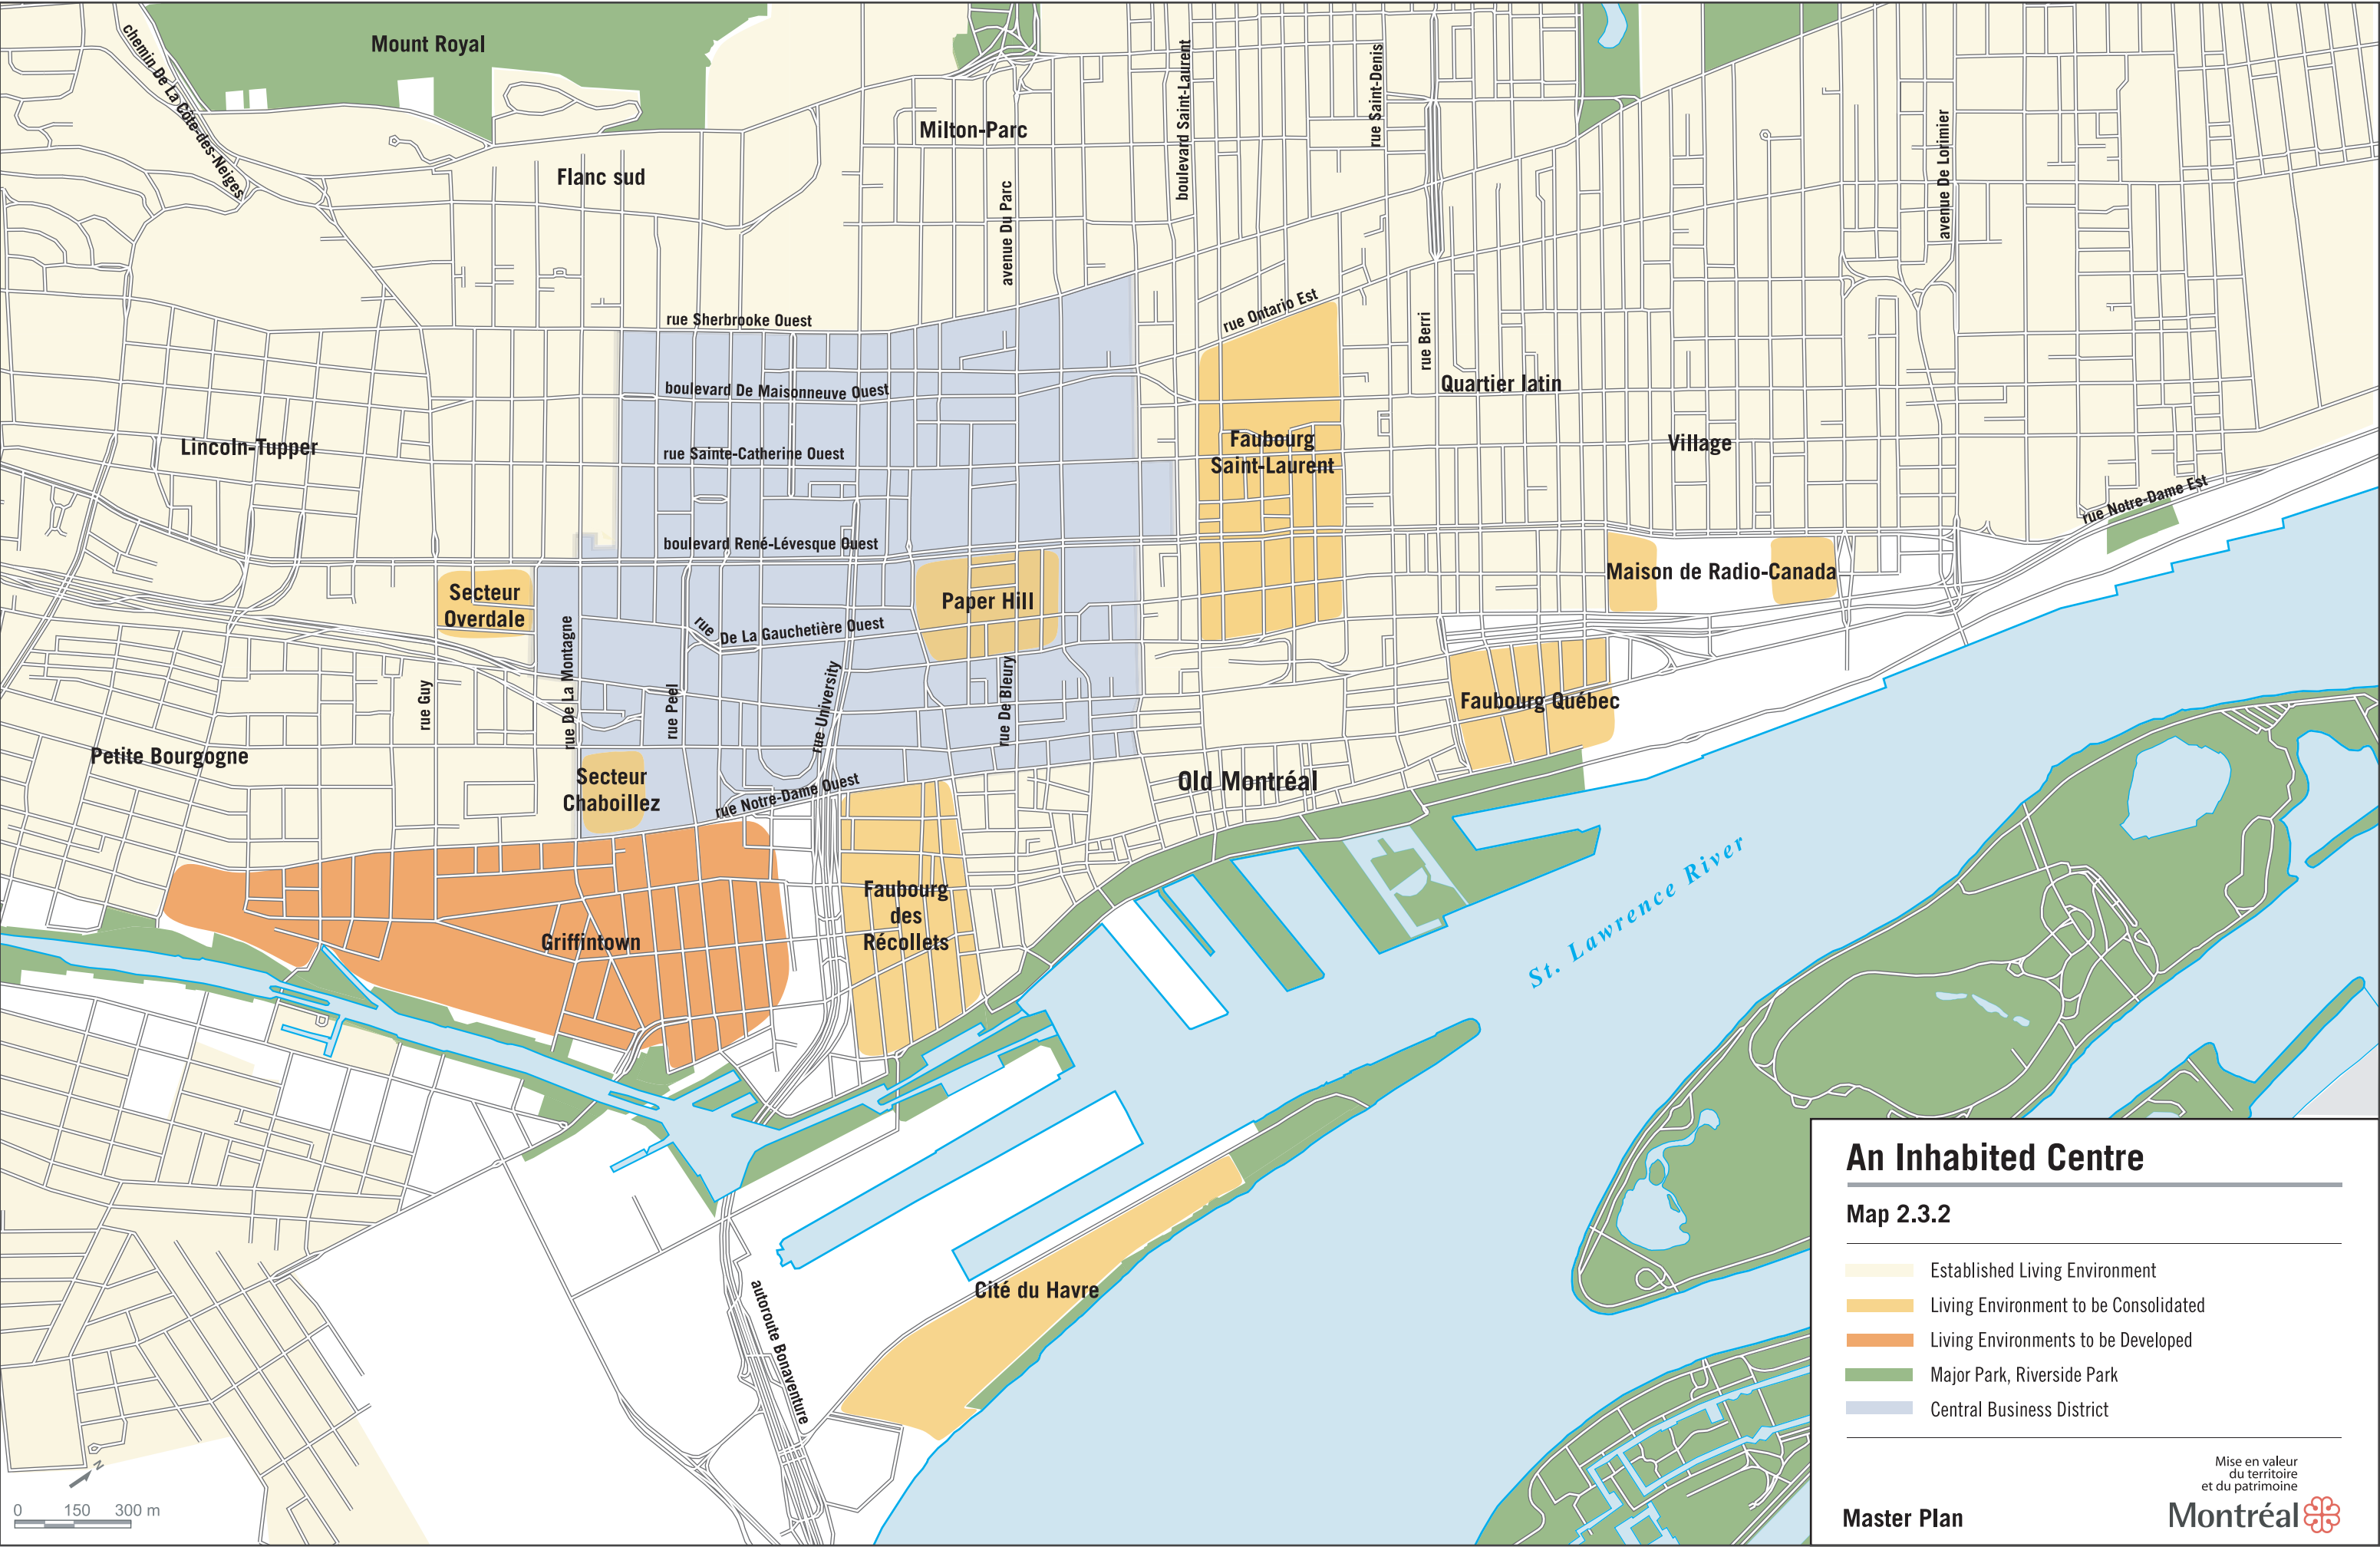 Mount Royal
chemin De La Côte-des-Neiges
Flanc sud
Milton-Parc
avenue Du Parc
boulevard Saint-Laurent
rue Saint-Denis
avenue De Lorimier
rue Sherbrooke Ouest
rue Ontario Est
rue Berri
boulevard De Maisonneuve Ouest
Quartier latin
Lincoln-Tupper
rue Sainte-Catherine Ouest
Faubourg
Saint-Laurent
Village
rue Notre-Dame Est
boulevard René-Lévesque Ouest
Secteur
Overdale
Paper Hill
Maison de Radio-Canada
rue De La Gauchetière Ouest
rue Guy
rue De La Montagne
rue Peel
rue University
rue De Bleury
Faubourg Québec
Petite Bourgogne
Secteur
Chaboillez
rue Notre-Dame Ouest
Old Montréal
Faubourg
des
Récollets
Griffintown
St. Lawrence River
Cité du Havre
autoroute Bonaventure
N
0 150 300 m
An Inhabited Centre
Map 2.3.2
Established Living Environment
Living Environment to be Consolidated
Living Environments to be Developed
Major Park, Riverside Park
Central Business District
Mise en valeur
du territoire
et du patrimoine
Master Plan
Montréal